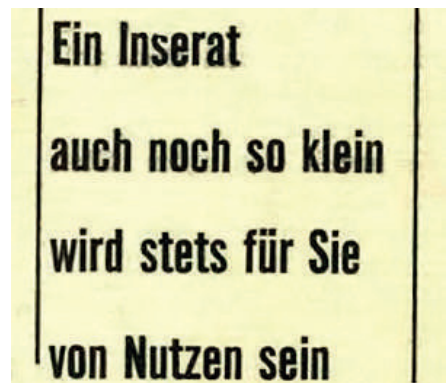 Ein Inserat
auch noch so klein
wird stets für Sie
von Nutzen sein